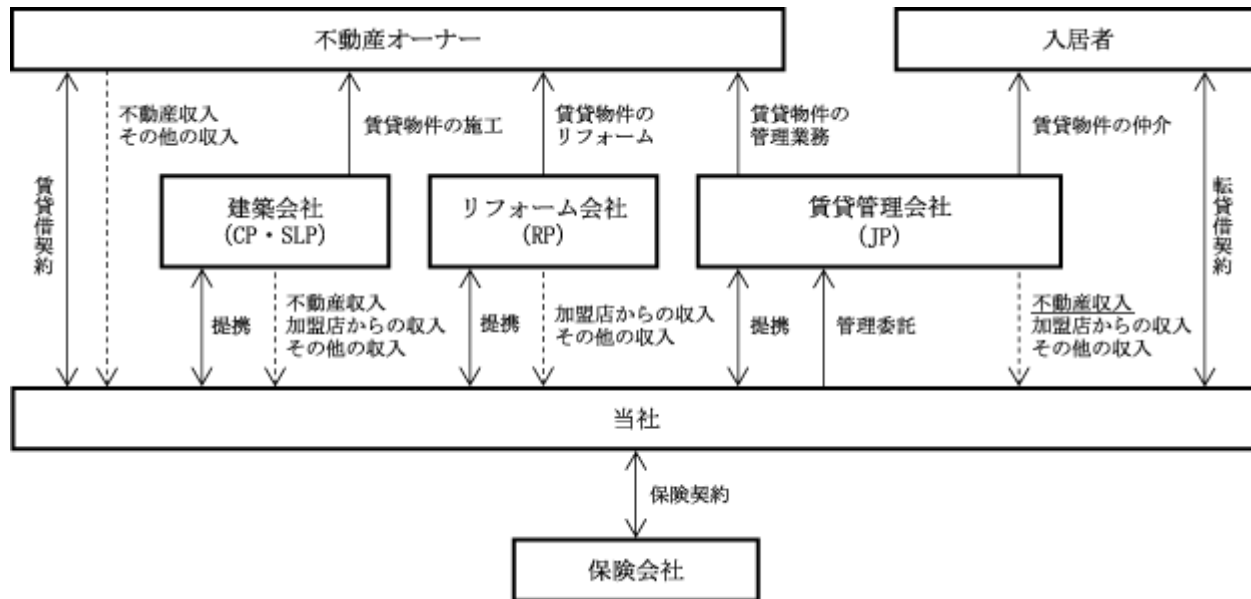 不動産オーナー
入居者
不動産収入
その他の収入
賃貸物件の施工
賃貸物件の
リフォーム
賃貸物件の
管理業務
賃貸物件の仲介
賃貸借契約
建築会社
(CP・SLP)
リフォーム会社
(RP)
賃貸管理会社
(JP)
転貸借契約
提携
不動産収入
加盟店からの収入
その他の収入
提携
加盟店からの収入
その他の収入
提携
管理委託
不動産収入
加盟店からの収入
その他の収入
当社
保険契約
保険会社